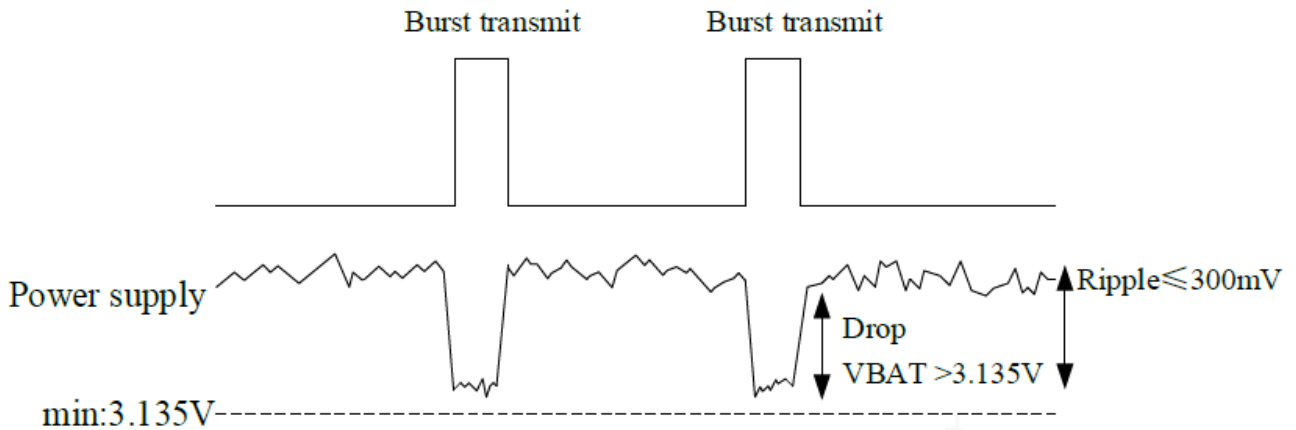 Burst transmit Burst transmit
Power supply
Ripple≤300mV
Drop
VBAT >3.135V
min:3.135V